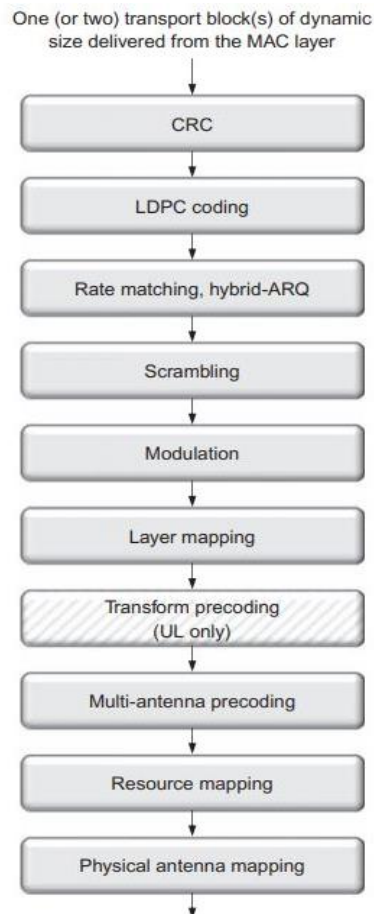 One (or two) transport block(s) of dynamic
size delivered from the MAC layer
CRC
LDPC coding
Rate matching, hybrid-ARQ
Scrambling
Modulation
Layer mapping
Transform precoding
(UL only)
Multi-antenna precoding
Resource mapping
Physical antenna mapping